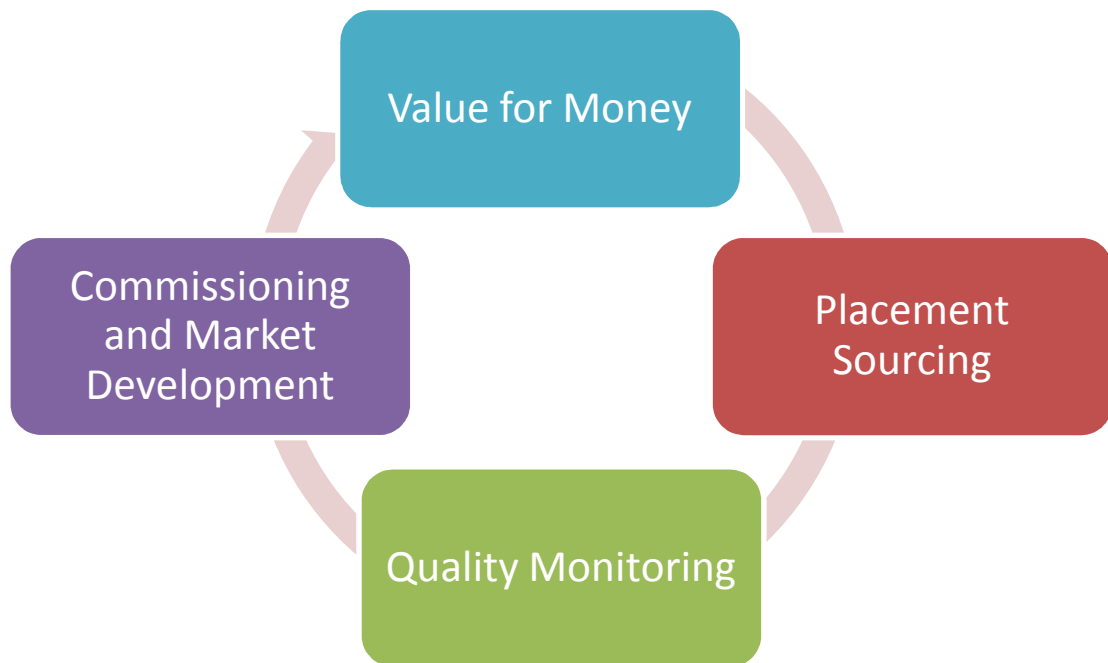 Value for Money
Commissioning
and Market
Development
Placement
Sourcing
Quality Monitoring